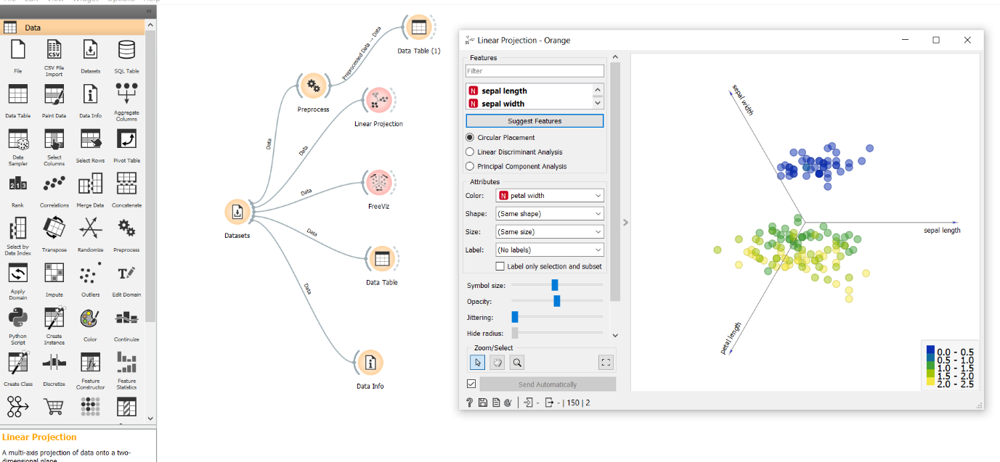 File Edit View Widget Options Help
Data
File
CSV File
Import
Datasets
SQL Table
Data Table
Paint Data
Data Info
Aggregate
Columns
Data
Sampler
Select
Columns
Select Rows
Pivot Table
Rank
Correlations
Merge Data
Concatenate
Select by
Data Index
Transpose
Randomize
Preprocess
Apply
Domain
Impute
Outliers
Edit Domain
Python
Script
Create
Instance
Color
Continuize
Create Class
Discretize
Feature
Constructor
Feature
Statistics
Linear Projection
A multi-axis projection of data onto a two-
dimensional plane
Data Table (1)
Preprocessed Data → Data
Preprocess
Linear Projection
Data
Data
Data
FreeViz
Datasets
Data
Data Table
Data
Data Info
Linear Projection - Orange
Features
Filter
N sepal length
N sepal width
Suggest Features
Circular Placement
Linear Discriminant Analysis
Principal Component Analysis
Attributes
Color: N petal width
Shape: (Same shape)
Size: (Same size)
Label: (No labels)
Label only selection and subset
Symbol size:
Opacity:
Jittering:
Hide radius:
Zoom/Select
Send Automatically
? - - | 150 | 2
sepal width
sepal length
petal length
0.0 - 0.5
0.5 - 1.0
1.0 - 1.5
1.5 - 2.0
2.0 - 2.5